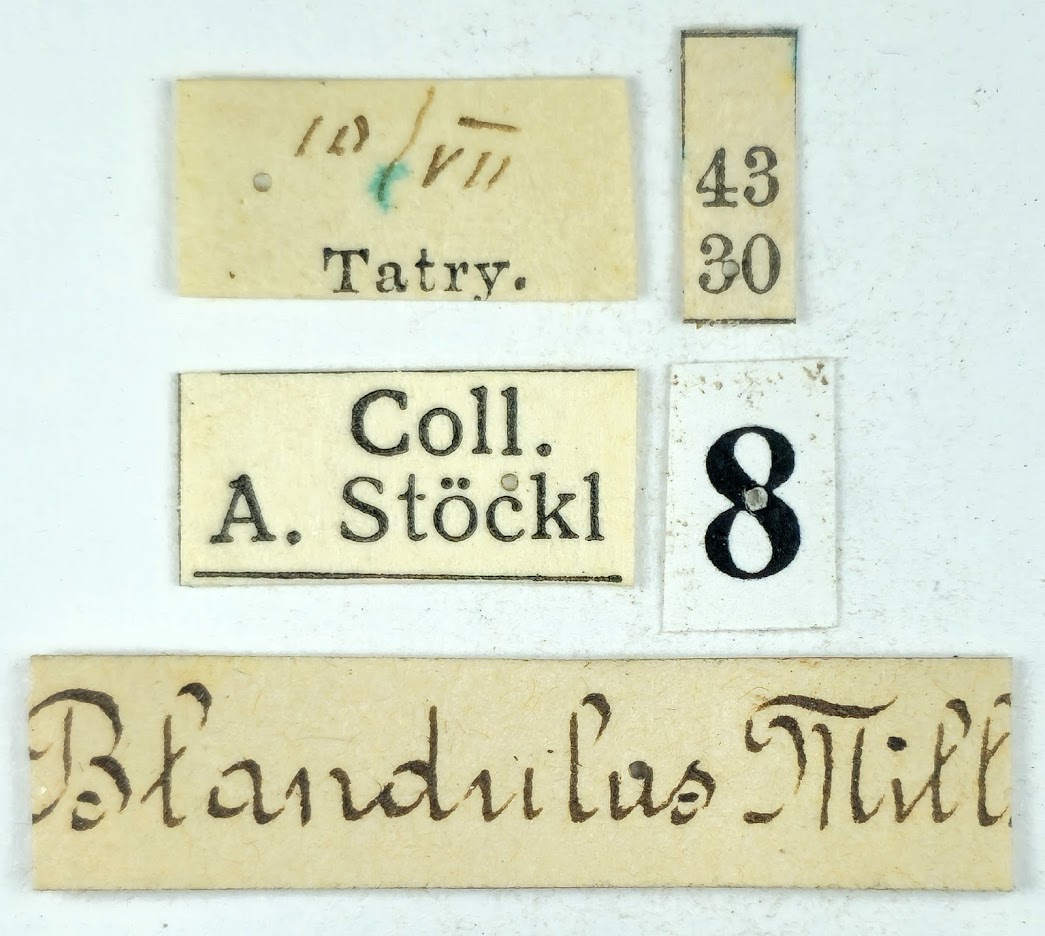 10/VII
Tatry.
43
30
Coll.
A. Stöckl
8
Blandulus Mill.